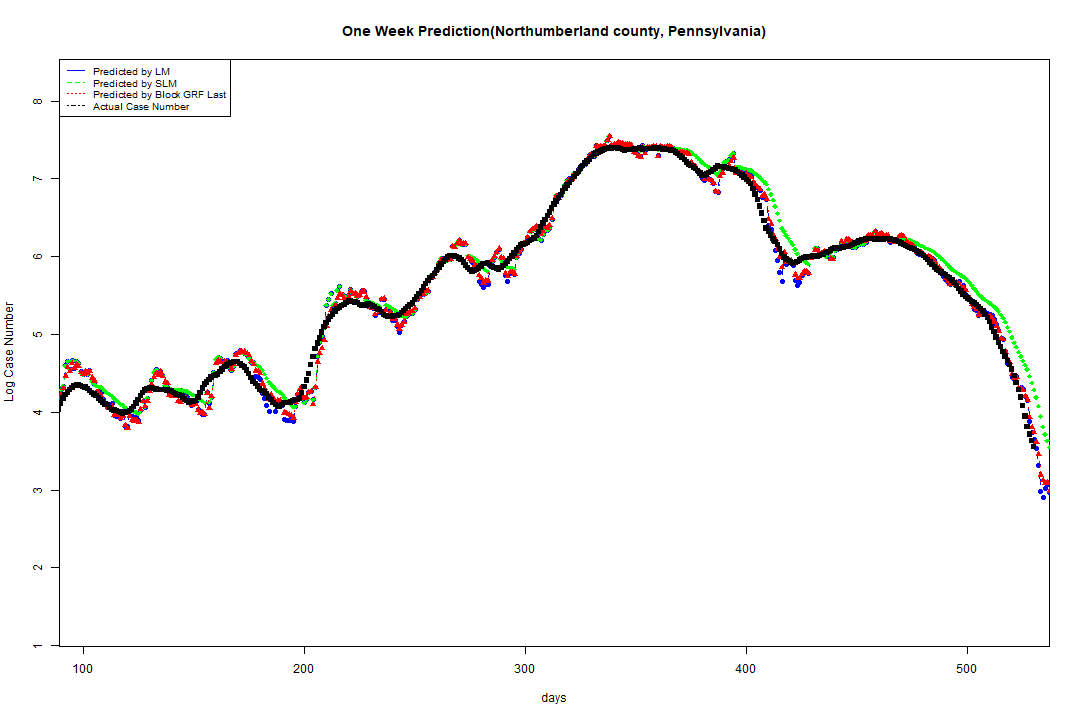 One Week Prediction(Northumberland county, Pennsylvania)
Predicted by LM
Predicted by SLM
Predicted by Block GRF Last
Actual Case Number
8
7
6
5
4
3
2
1
Log Case Number
100 200 300 400 500
days